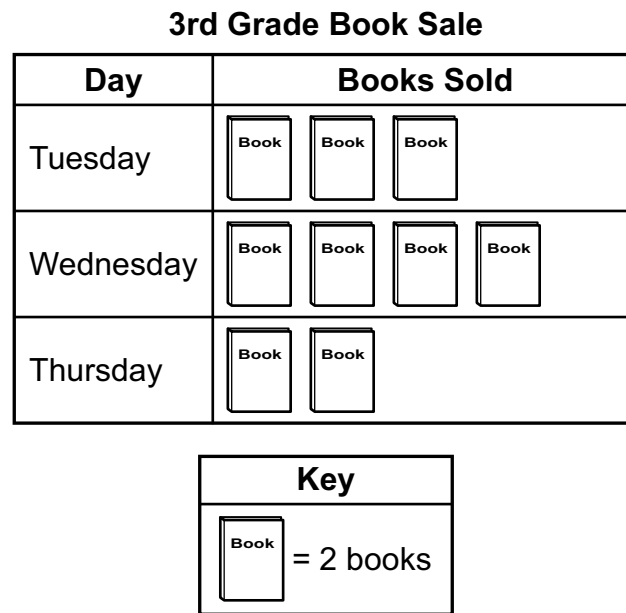 3rd Grade Book Sale
Day Books Sold
Tuesday Book Book Book
Wednesday Book Book Book Book
Thursday Book Book
Key
Book = 2 books